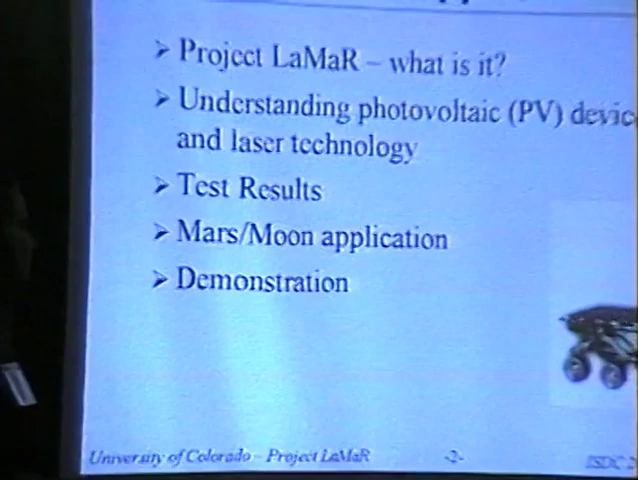 ➢ Project LaMaR – what is it?
➢ Understanding photovoltaic (PV)
and laser technology
➢ Test Results
➢ Mars/Moon application
➢ Demonstration
University of Colorado - Project LaMaR -2- ISDC